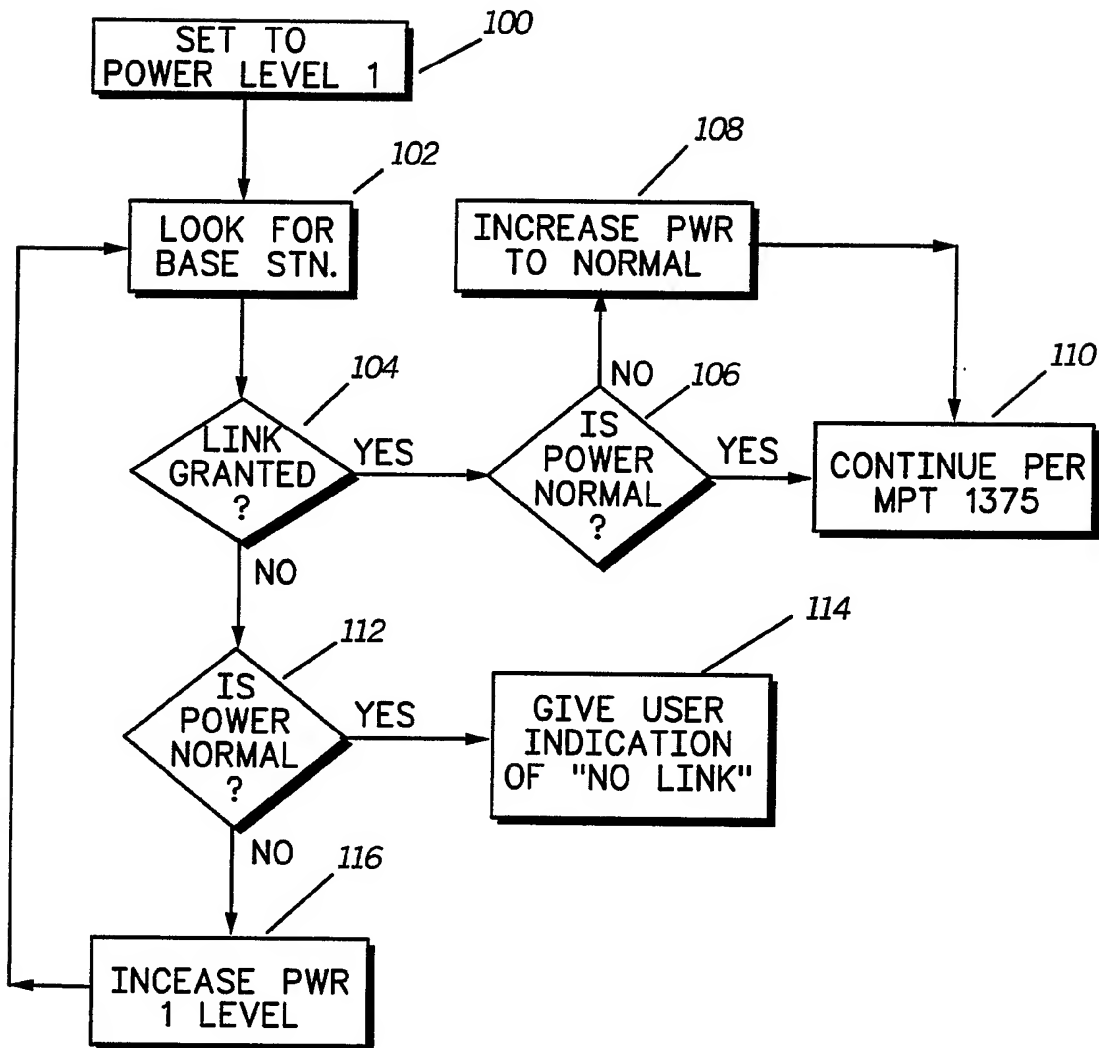 SET TO
POWER LEVEL 1
100
102
LOOK FOR
BASE STN.
108
INCREASE PWR
TO NORMAL
104
LINK
GRANTED
?
YES
NO
106
IS
POWER
NORMAL
?
NO
YES
110
CONTINUE PER
MPT 1375
112
IS
POWER
NORMAL
?
YES
NO
114
GIVE USER
INDICATION
OF "NO LINK"
116
INCEASE PWR
1 LEVEL